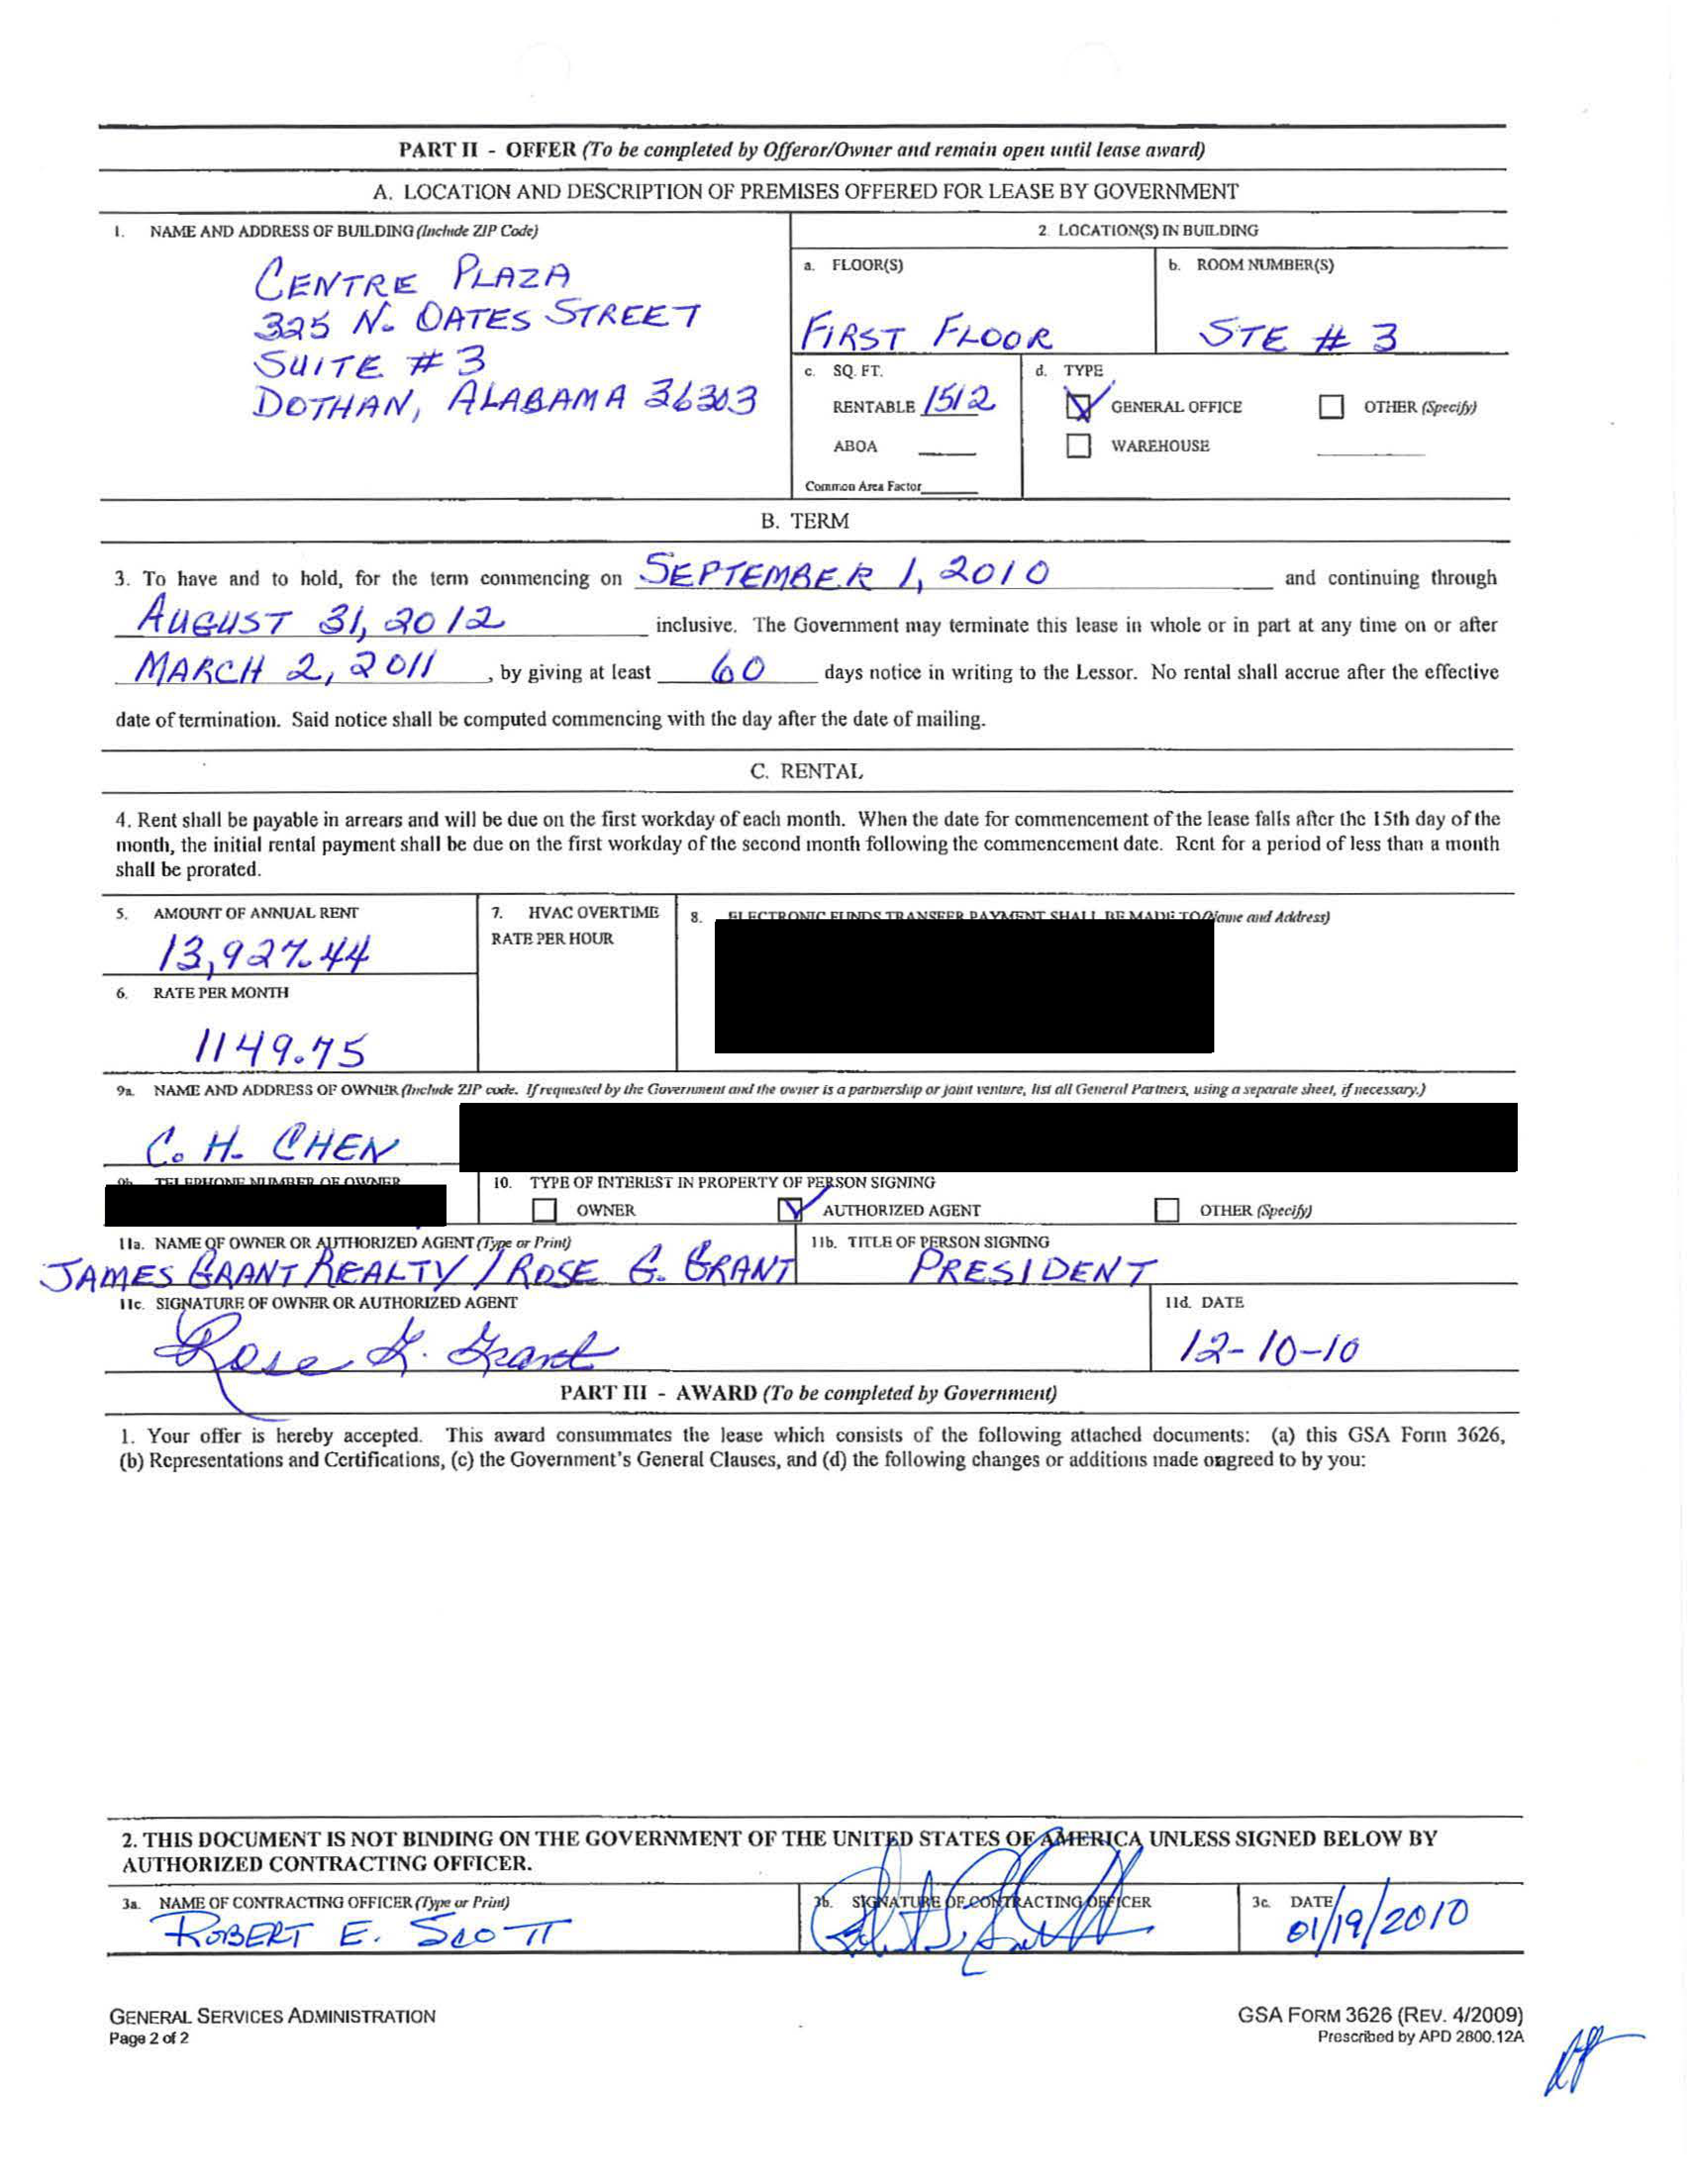 PART II - OFFER (To be completed by Offeror/Owner and remain open until lease award)
A. LOCATION AND DESCRIPTION OF PREMISES OFFERED FOR LEASE BY GOVERNMENT
1. NAME AND ADDRESS OF BUILDING (Include ZIP Code)
CENTRE PLAZA
325 N. OATES STREET
SUITE # 3
DOTHAN, ALABAMA 36303
2. LOCATION(S) IN BUILDING
a. FLOOR(S)
FIRST FLOOR
b. ROOM NUMBER(S)
STE # 3
c. SQ. FT.
RENTABLE 1512
ABOA
Common Area Factor
d. TYPE
GENERAL OFFICE
OTHER (Specify)
WAREHOUSE
B. TERM
3. To have and to hold, for the term commencing on SEPTEMBER 1, 2010 and continuing through
AUGUST 31, 2012 inclusive. The Government may terminate this lease in whole or in part at any time on or after
MARCH 2, 2011, by giving at least 60 days notice in writing to the Lessor. No rental shall accrue after the effective
date of termination. Said notice shall be computed commencing with the day after the date of mailing.
C. RENTAL
4. Rent shall be payable in arrears and will be due on the first workday of each month. When the date for commencement of the lease falls after the 15th day of the
month, the initial rental payment shall be due on the first workday of the second month following the commencement date. Rent for a period of less than a month
shall be prorated.
5. AMOUNT OF ANNUAL RENT
13,927.44
6. RATE PER MONTH
1149.75
7. HVAC OVERTIME
RATE PER HOUR
8. ELECTRONIC FUNDS TRANSFER PAYMENT SHALL BE MADE TO (Name and Address)
9a. NAME AND ADDRESS OF OWNER (Include ZIP code. If requested by the Government and the owner is a partnership or joint venture, list all General Partners, using a separate sheet, if necessary.)
C. H. CHEN
9b. TELEPHONE NUMBER OF OWNER
10. TYPE OF INTEREST IN PROPERTY OF PERSON SIGNING
OWNER
AUTHORIZED AGENT
OTHER (Specify)
11a. NAME OF OWNER OR AUTHORIZED AGENT (Type or Print)
JAMES GRANT REALTY / ROSE G. GRANT
11b. TITLE OF PERSON SIGNING
PRESIDENT
11c. SIGNATURE OF OWNER OR AUTHORIZED AGENT
Rose G. Grant
11d. DATE
12-10-10
PART III - AWARD (To be completed by Government)
1. Your offer is hereby accepted. This award consummates the lease which consists of the following attached documents: (a) this GSA Form 3626,
(b) Representations and Certifications, (c) the Government's General Clauses, and (d) the following changes or additions made or agreed to by you:
2. THIS DOCUMENT IS NOT BINDING ON THE GOVERNMENT OF THE UNITED STATES OF AMERICA UNLESS SIGNED BELOW BY
AUTHORIZED CONTRACTING OFFICER.
3a. NAME OF CONTRACTING OFFICER (Type or Print)
ROBERT E. SCOTT
3b. SIGNATURE OF CONTRACTING OFFICER
3c. DATE
01/19/2010
GENERAL SERVICES ADMINISTRATION
Page 2 of 2
GSA FORM 3626 (REV. 4/2009)
Prescribed by APD 2800.12A